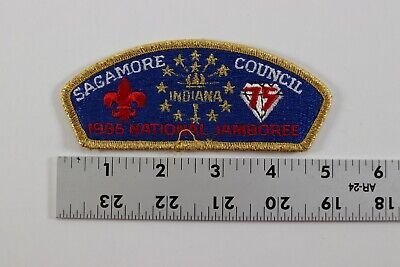 SAGAMORE COUNCIL
INDIANA
75
1985 NATIONAL JAMBOREE
1 2 3 4 5 6
AR-24
23 22 21 20 19 18